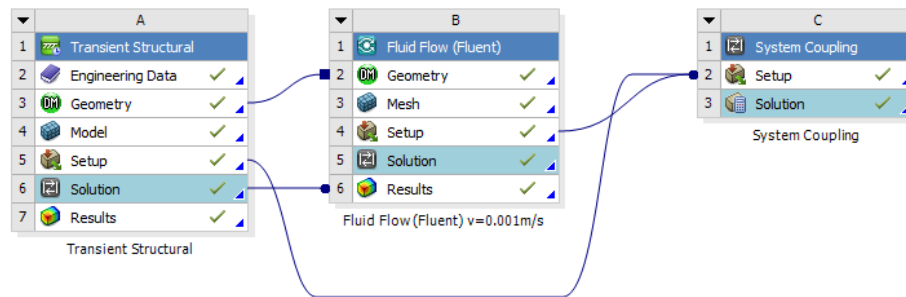 A
1 Transient Structural
2 Engineering Data
3 DM Geometry
4 Model
5 Setup
6 Solution
7 Results
Transient Structural
B
1 Fluid Flow (Fluent)
2 DM Geometry
3 Mesh
4 Setup
5 Solution
6 Results
Fluid Flow (Fluent) v=0.001m/s
C
1 System Coupling
2 Setup
3 Solution
System Coupling